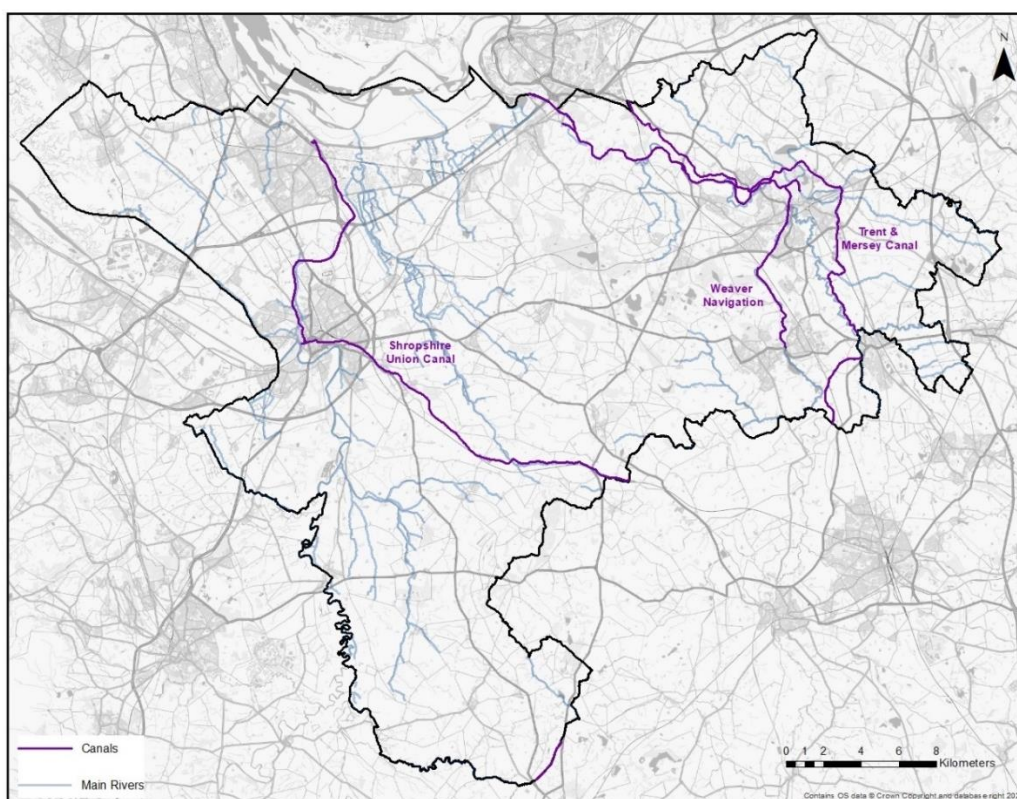 N
Trent &
Mersey Canal
Weaver
Navigation
Shropshire
Union Canal
Canals
Main Rivers
0 1 2 4 6 8
Kilometers
Contains OS data © Crown Copyright and database right